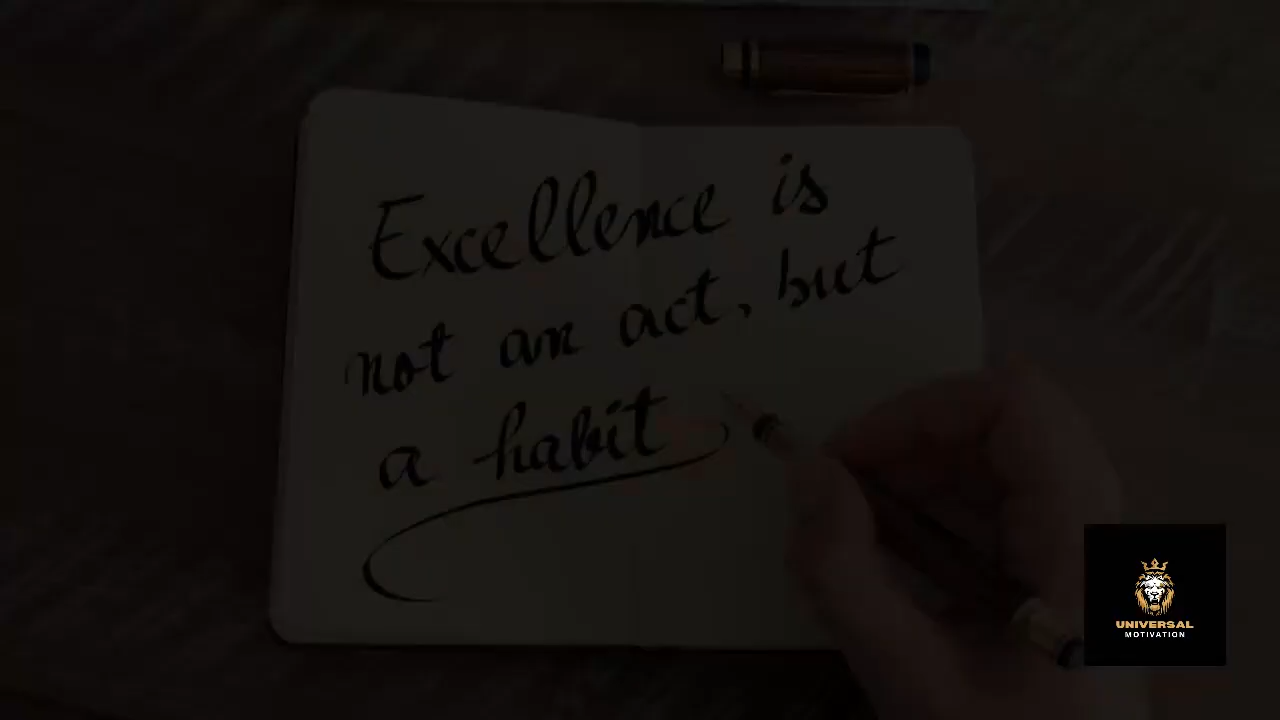 Excellence is
not an act, but
a habit
UNIVERSAL
MOTIVATION